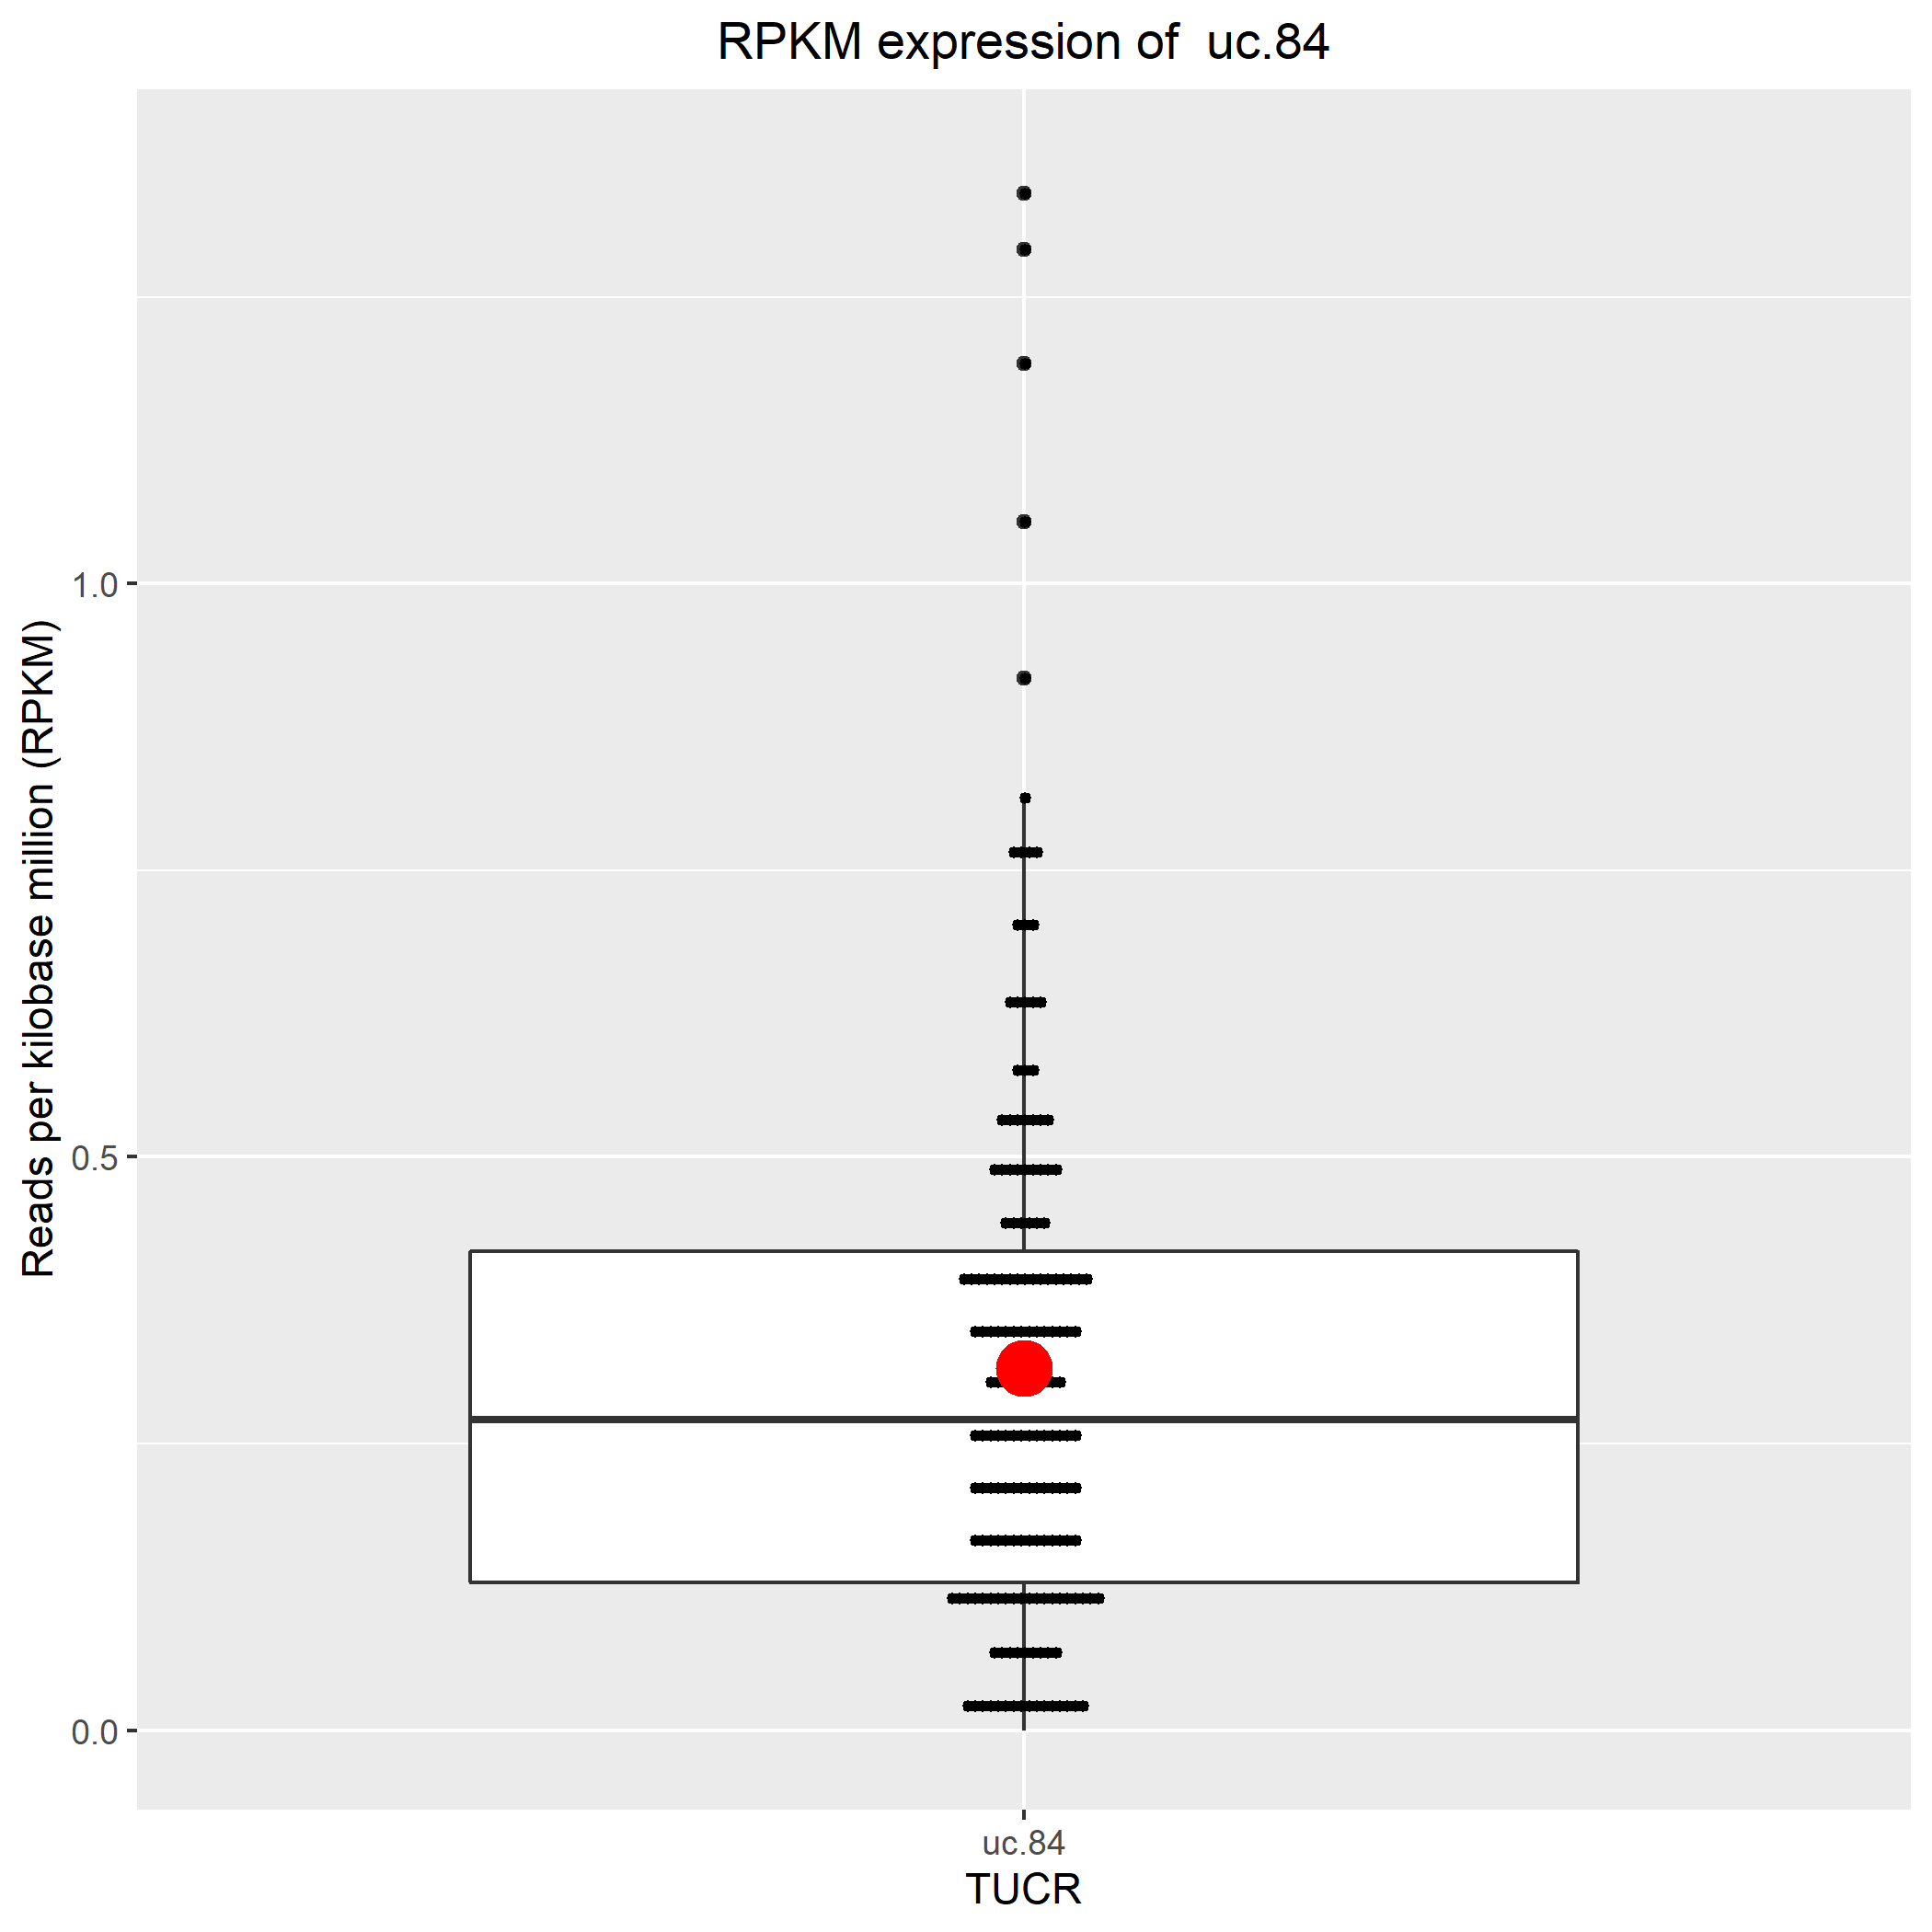 RPKM expression of  uc.84
Reads per kilobase million (RPKM)
1.0
0.5
0.0
uc.84
TUCR